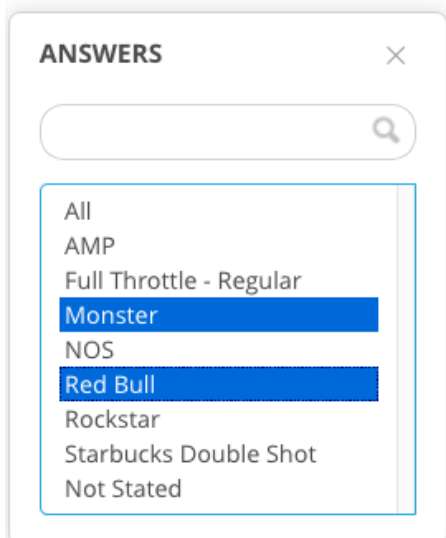 ANSWERS
All
AMP
Full Throttle - Regular
Monster
NOS
Red Bull
Rockstar
Starbucks Double Shot
Not Stated